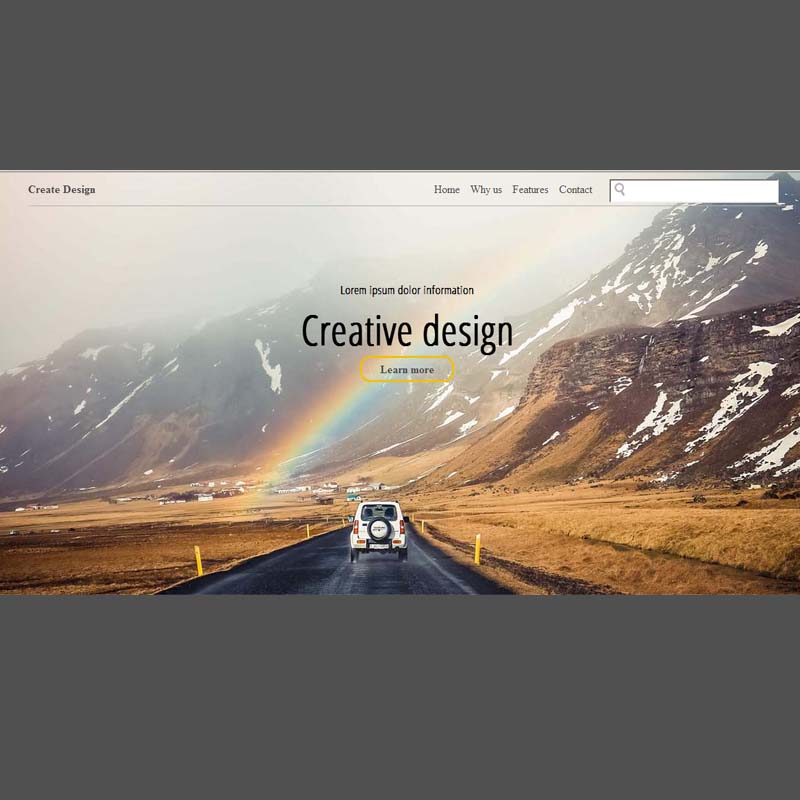 Create Design
Home Why us Features Contact
Lorem ipsum dolor information
Creative design
Learn more